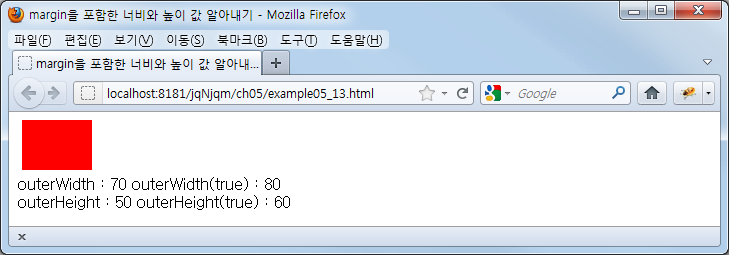 margin을 포함한 너비와 높이 값 알아내기 - Mozilla Firefox
파일(F) 편집(E) 보기(V) 이동(S) 북마크(B) 도구(T) 도움말(H)
margin을 포함한 너비와 높이 값 알아내...
localhost:8181/jqNjqm/ch05/example05_13.html Google
outerWidth : 70 outerWidth(true) : 80
outerHeight : 50 outerHeight(true) : 60
x